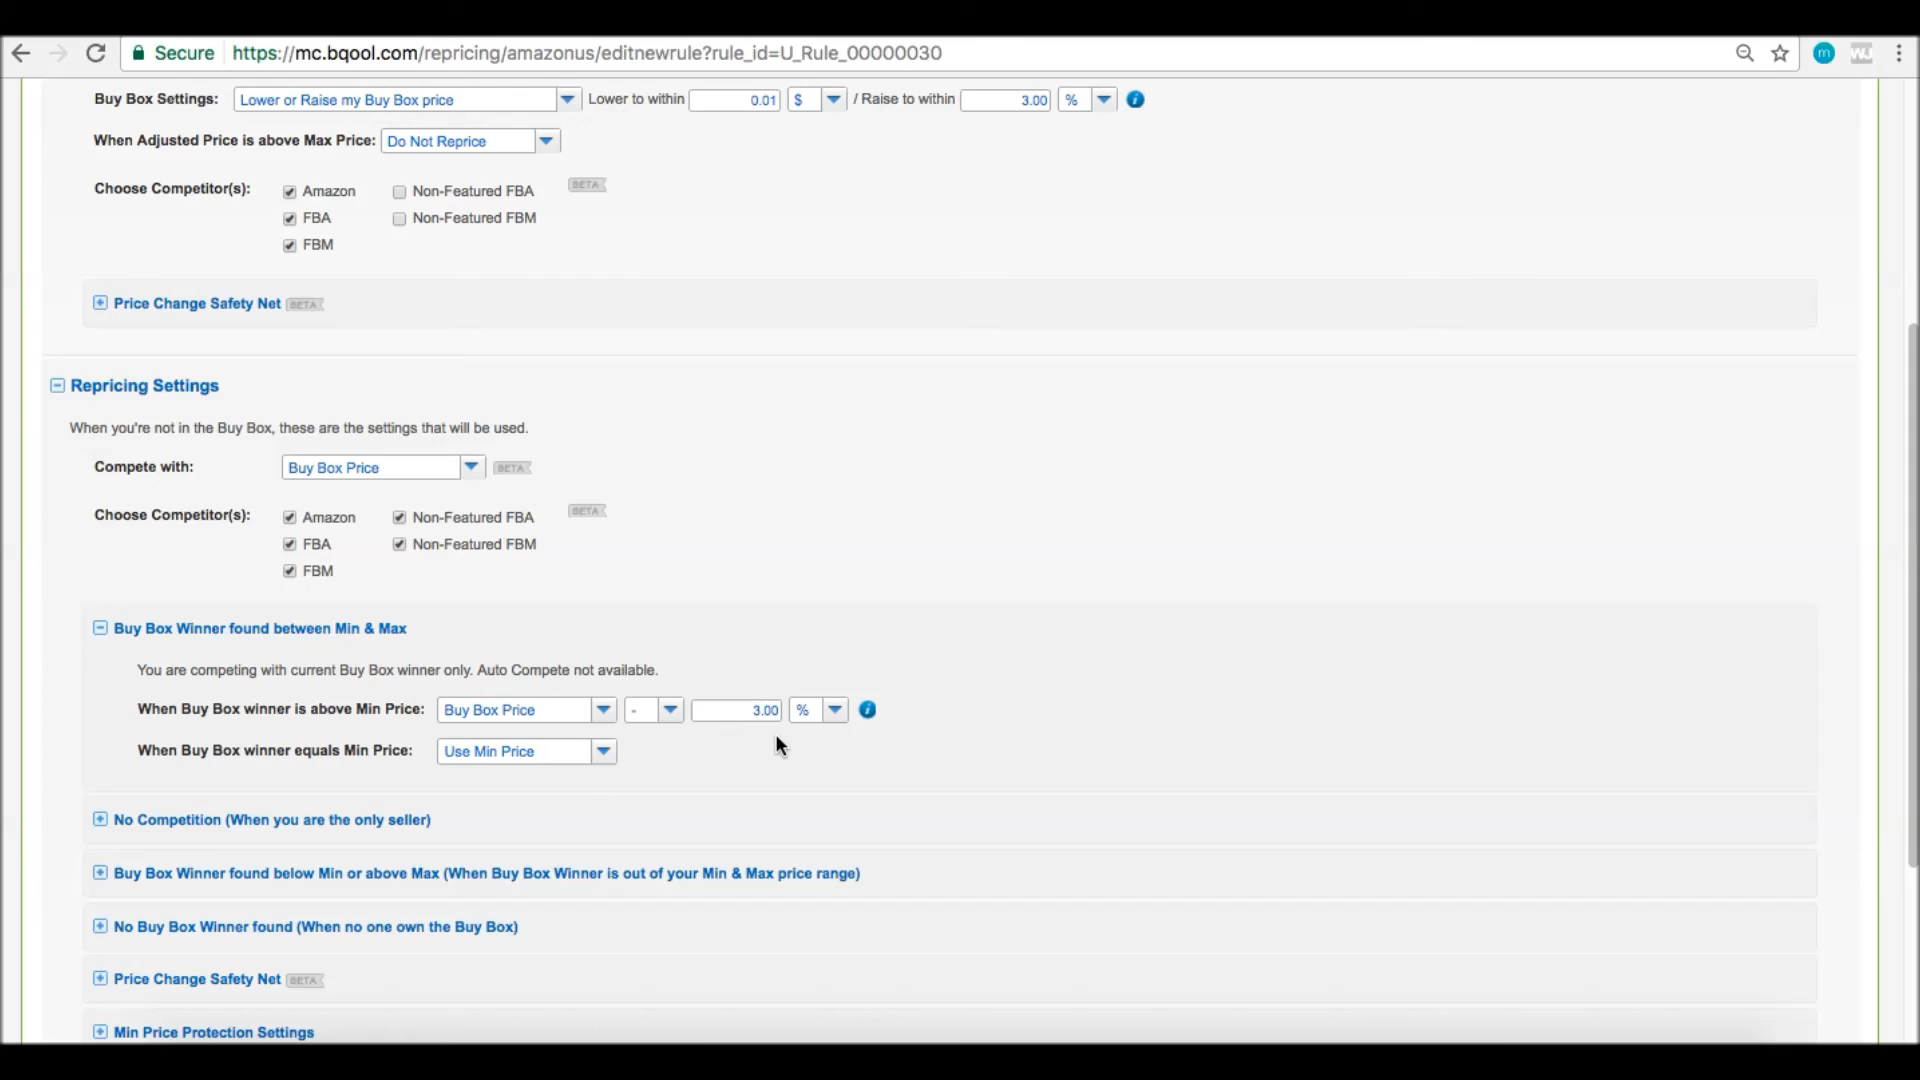 Secure https://mc.bqool.com/repricing/amazonus/editnewrule?rule_id=U_Rule_00000030 m WJ
Buy Box Settings: Lower or Raise my Buy Box price Lower to within 0.01 $ / Raise to within 3.00 % i
When Adjusted Price is above Max Price: Do Not Reprice
Choose Competitor(s): Amazon Non-Featured FBA BETA
FBA Non-Featured FBM
FBM
Price Change Safety Net BETA
Repricing Settings
When you're not in the Buy Box, these are the settings that will be used.
Compete with: Buy Box Price BETA
Choose Competitor(s): Amazon Non-Featured FBA BETA
FBA Non-Featured FBM
FBM
Buy Box Winner found between Min & Max
You are competing with current Buy Box winner only. Auto Compete not available.
When Buy Box winner is above Min Price: Buy Box Price - 3.00 % i
When Buy Box winner equals Min Price: Use Min Price
No Competition (When you are the only seller)
Buy Box Winner found below Min or above Max (When Buy Box Winner is out of your Min & Max price range)
No Buy Box Winner found (When no one own the Buy Box)
Price Change Safety Net BETA
Min Price Protection Settings